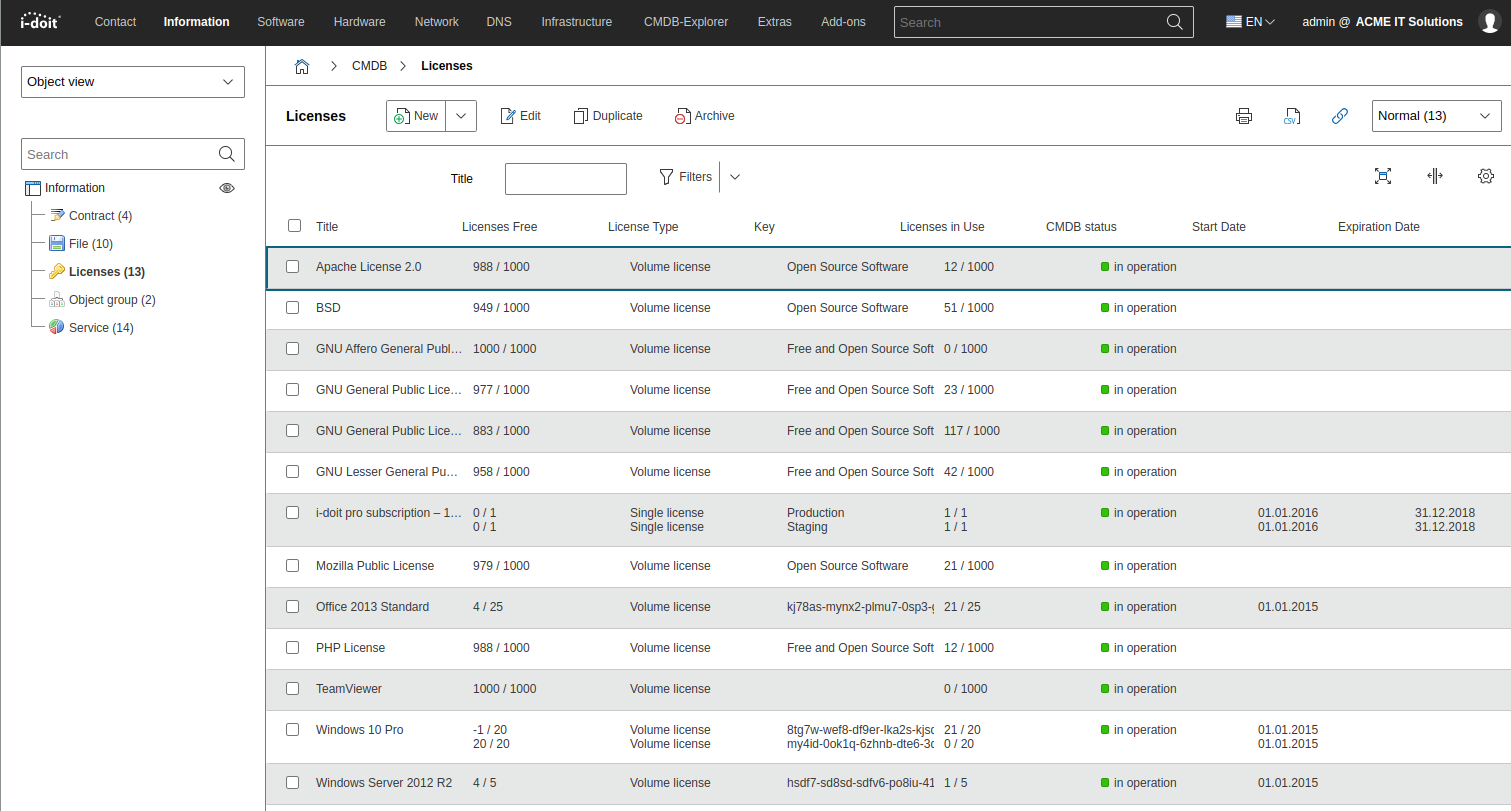 i-doit Contact Information Software Hardware Network DNS Infrastructure CMDB-Explorer Extras Add-ons Search EN admin @ ACME IT Solutions
Object view
CMDB Licenses
Licenses New Edit Duplicate Archive CSV Normal (13)
Search
Title Filters
Information
Contract (4)
File (10)
Licenses (13)
Object group (2)
Service (14)
Title Licenses Free License Type Key Licenses in Use CMDB status Start Date Expiration Date
Apache License 2.0 988 / 1000 Volume license Open Source Software 12 / 1000 in operation
BSD 949 / 1000 Volume license Open Source Software 51 / 1000 in operation
GNU Affero General Publ… 1000 / 1000 Volume license Free and Open Source Soft 0 / 1000 in operation
GNU General Public Lice… 977 / 1000 Volume license Free and Open Source Soft 23 / 1000 in operation
GNU General Public Lice… 883 / 1000 Volume license Free and Open Source Soft 117 / 1000 in operation
GNU Lesser General Pu… 958 / 1000 Volume license Free and Open Source Soft 42 / 1000 in operation
i-doit pro subscription – 1… 0 / 1 Single license Production 1 / 1 in operation 01.01.2016 31.12.2018
0 / 1 Single license Staging 1 / 1 01.01.2016 31.12.2018
Mozilla Public License 979 / 1000 Volume license Open Source Software 21 / 1000 in operation
Office 2013 Standard 4 / 25 Volume license kj78as-mynx2-plmu7-0sp3- 21 / 25 in operation 01.01.2015
PHP License 988 / 1000 Volume license Free and Open Source Soft 12 / 1000 in operation
TeamViewer 1000 / 1000 Volume license 0 / 1000 in operation
Windows 10 Pro -1 / 20 Volume license 8tg7w-wef8-df9er-lka2s-kjsc 21 / 20 in operation 01.01.2015
20 / 20 Volume license my4id-0ok1q-6zhnb-dte6-3c 0 / 20 01.01.2015
Windows Server 2012 R2 4 / 5 Volume license hsdf7-sd8sd-sdfv6-po8iu-41 1 / 5 in operation 01.01.2015